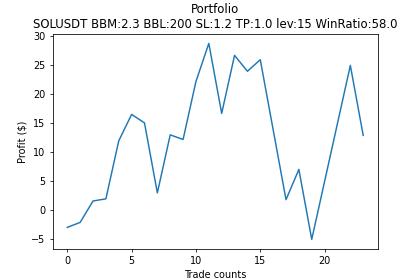 Portfolio
SOLUSDT BBM:2.3 BBL:200 SL:1.2 TP:1.0 lev:15 WinRatio:58.0
30
25
20
15
10
5
0
−5
Profit ($)
0 5 10 15 20
Trade counts